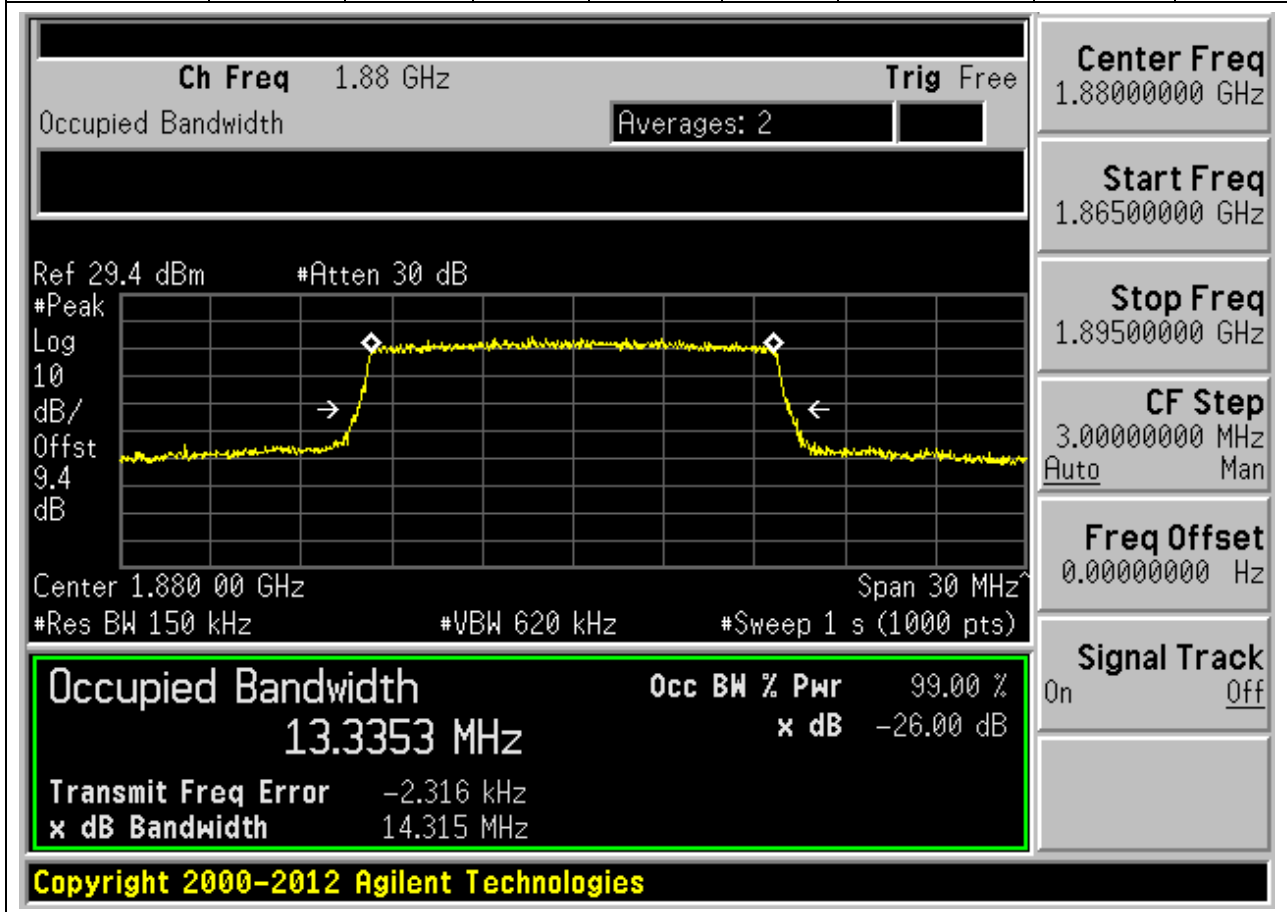 Ch Freq 1.88 GHz Trig Free
Occupied Bandwidth Averages: 2
Ref 29.4 dBm #Atten 30 dB
#Peak
Log
10
dB/
Offst
9.4
dB
Center 1.880 00 GHz Span 30 MHz^
#Res BW 150 kHz #VBW 620 kHz #Sweep 1 s (1000 pts)
Occupied Bandwidth Occ BW % Pwr 99.00 %
13.3353 MHz x dB -26.00 dB
Transmit Freq Error -2.316 kHz
x dB Bandwidth 14.315 MHz
Copyright 2000-2012 Agilent Technologies
Center Freq
1.88000000 GHz
Start Freq
1.86500000 GHz
Stop Freq
1.89500000 GHz
CF Step
3.00000000 MHz
Auto Man
Freq Offset
0.00000000 Hz
Signal Track
On Off